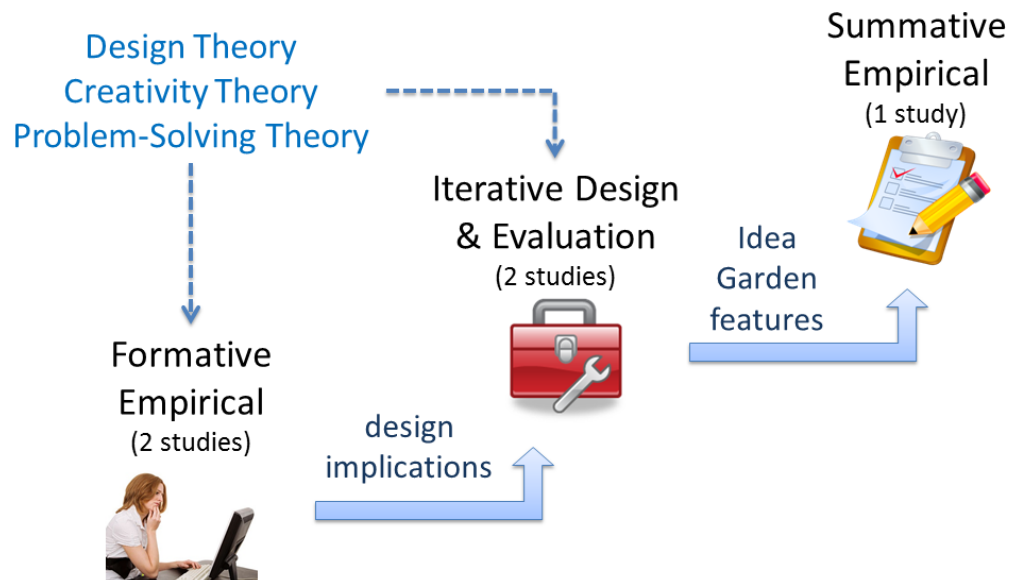 Design Theory
Creativity Theory
Problem-Solving Theory
Summative
Empirical
(1 study)
Iterative Design
& Evaluation
(2 studies)
Idea
Garden
features
Formative
Empirical
(2 studies)
design
implications